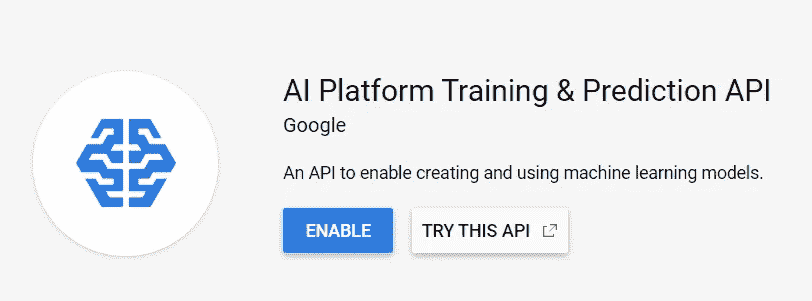 AI Platform Training & Prediction API
Google
An API to enable creating and using machine learning models.
ENABLE
TRY THIS API